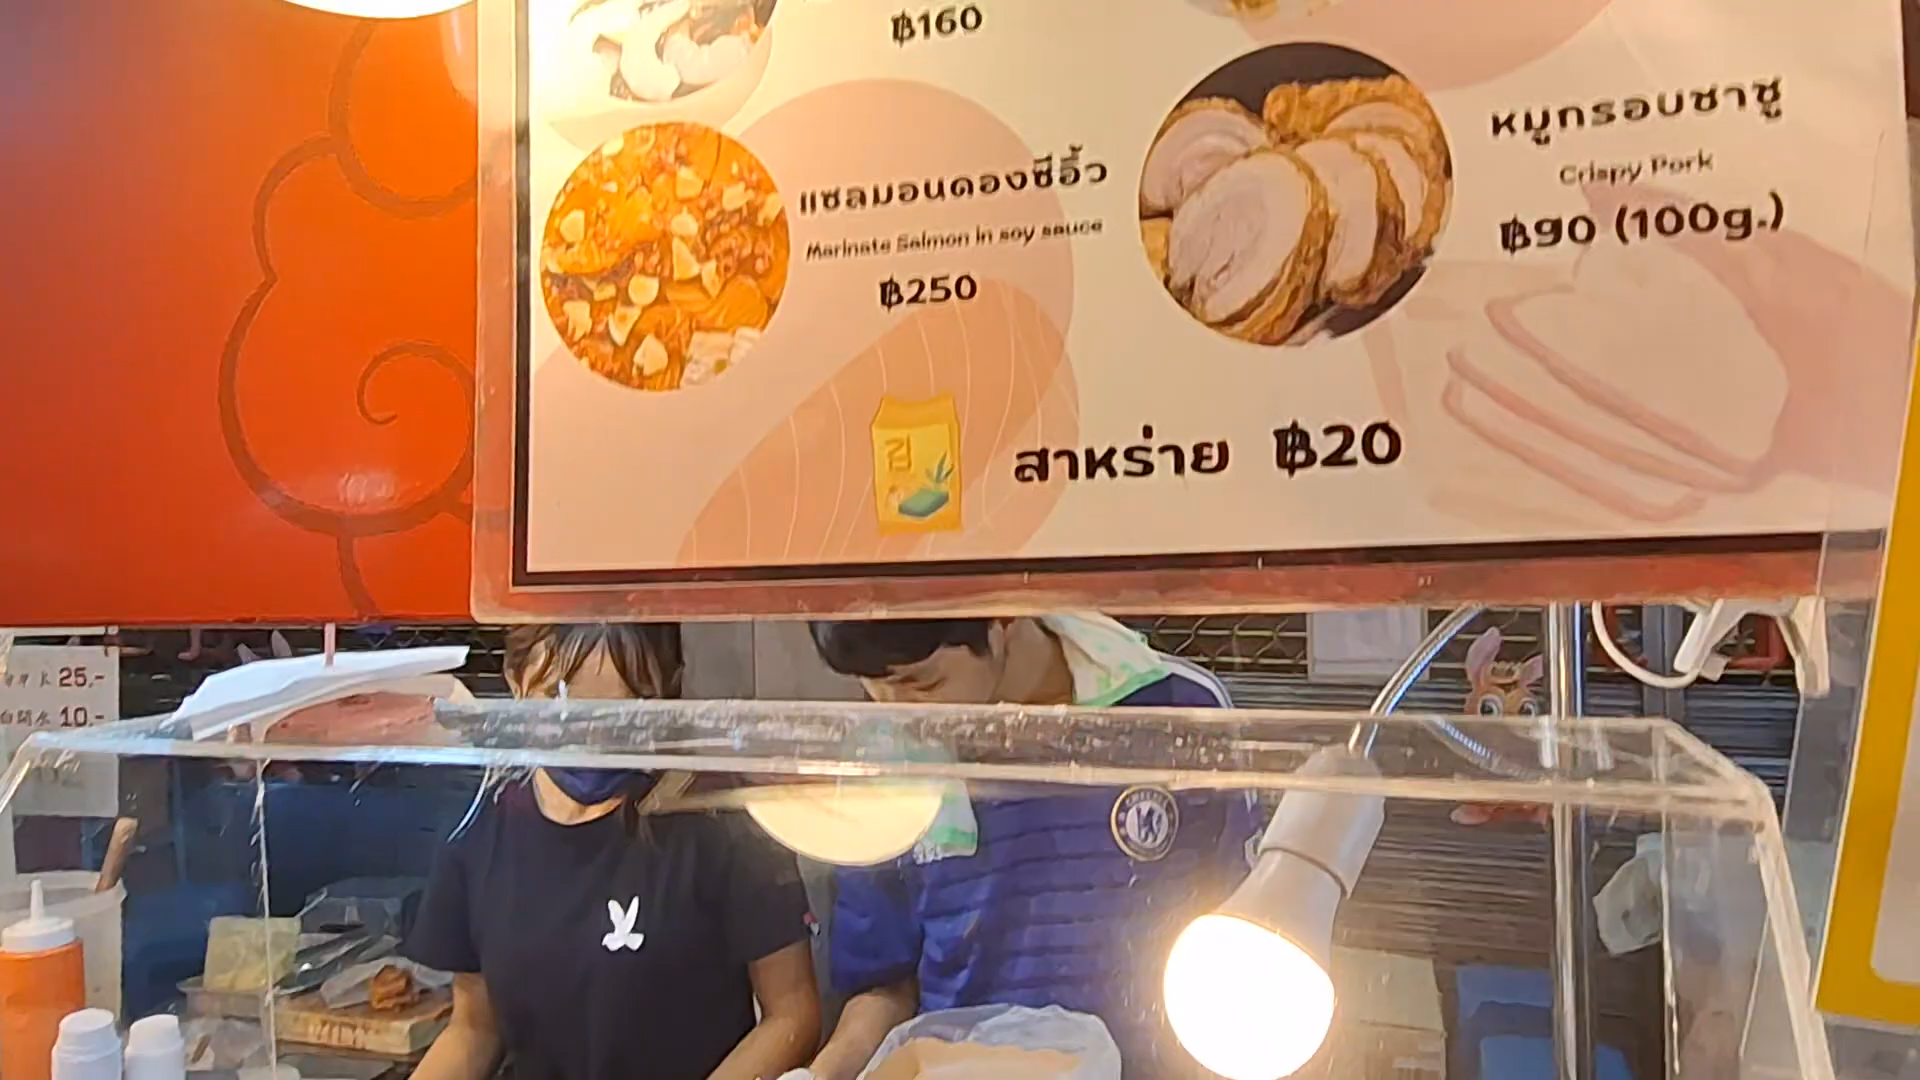 ฿160
แซลมอนดองซีอิ้ว
Marinate Salmon in soy sauce
฿250
หมูกรอบชาชู
Crispy Pork
฿90 (100g.)
สาหร่าย ฿20
25.-
10.-